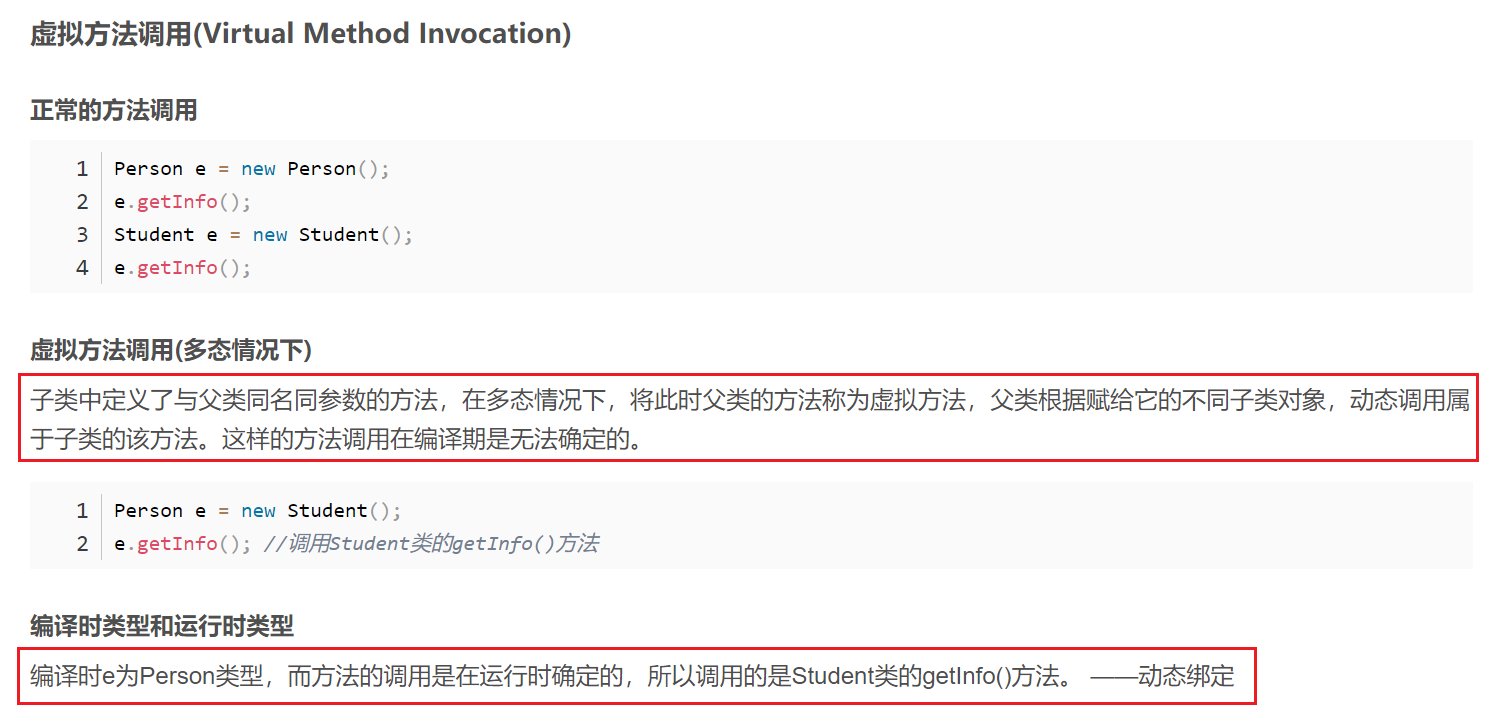 虚拟方法调用(Virtual Method Invocation)
正常的方法调用
1 Person e = new Person();
2 e.getInfo();
3 Student e = new Student();
4 e.getInfo();
虚拟方法调用(多态情况下)
子类中定义了与父类同名同参数的方法，在多态情况下，将此时父类的方法称为虚拟方法，父类根据赋给它的不同子类对象，动态调用属
于子类的该方法。这样的方法调用在编译期是无法确定的。
1 Person e = new Student();
2 e.getInfo(); //调用Student类的getInfo()方法
编译时类型和运行时类型
编译时e为Person类型，而方法的调用是在运行时确定的，所以调用的是Student类的getInfo()方法。 ——动态绑定